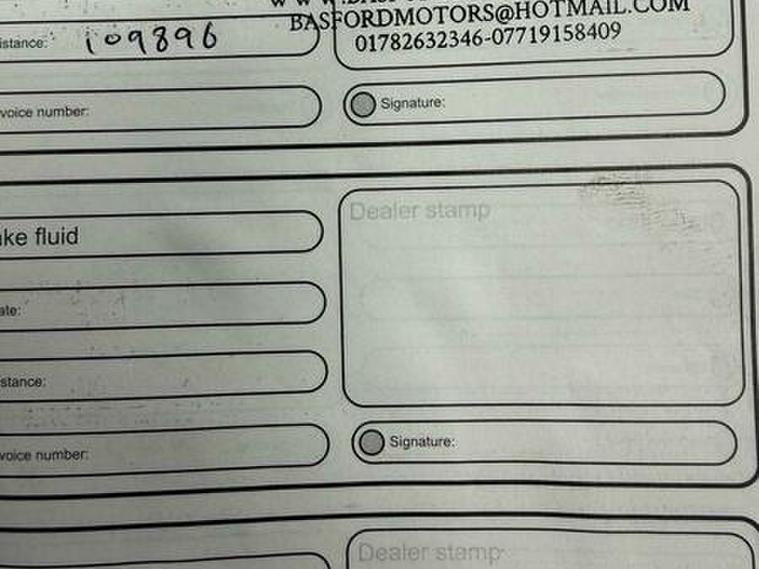 BASFORDMOTORS@HOTMAIL.COM
istance: 109896
01782632346-07719158409
voice number:
Signature:
Dealer stamp
ke fluid
ate:
stance:
voice number:
Signature:
Dealer stamp